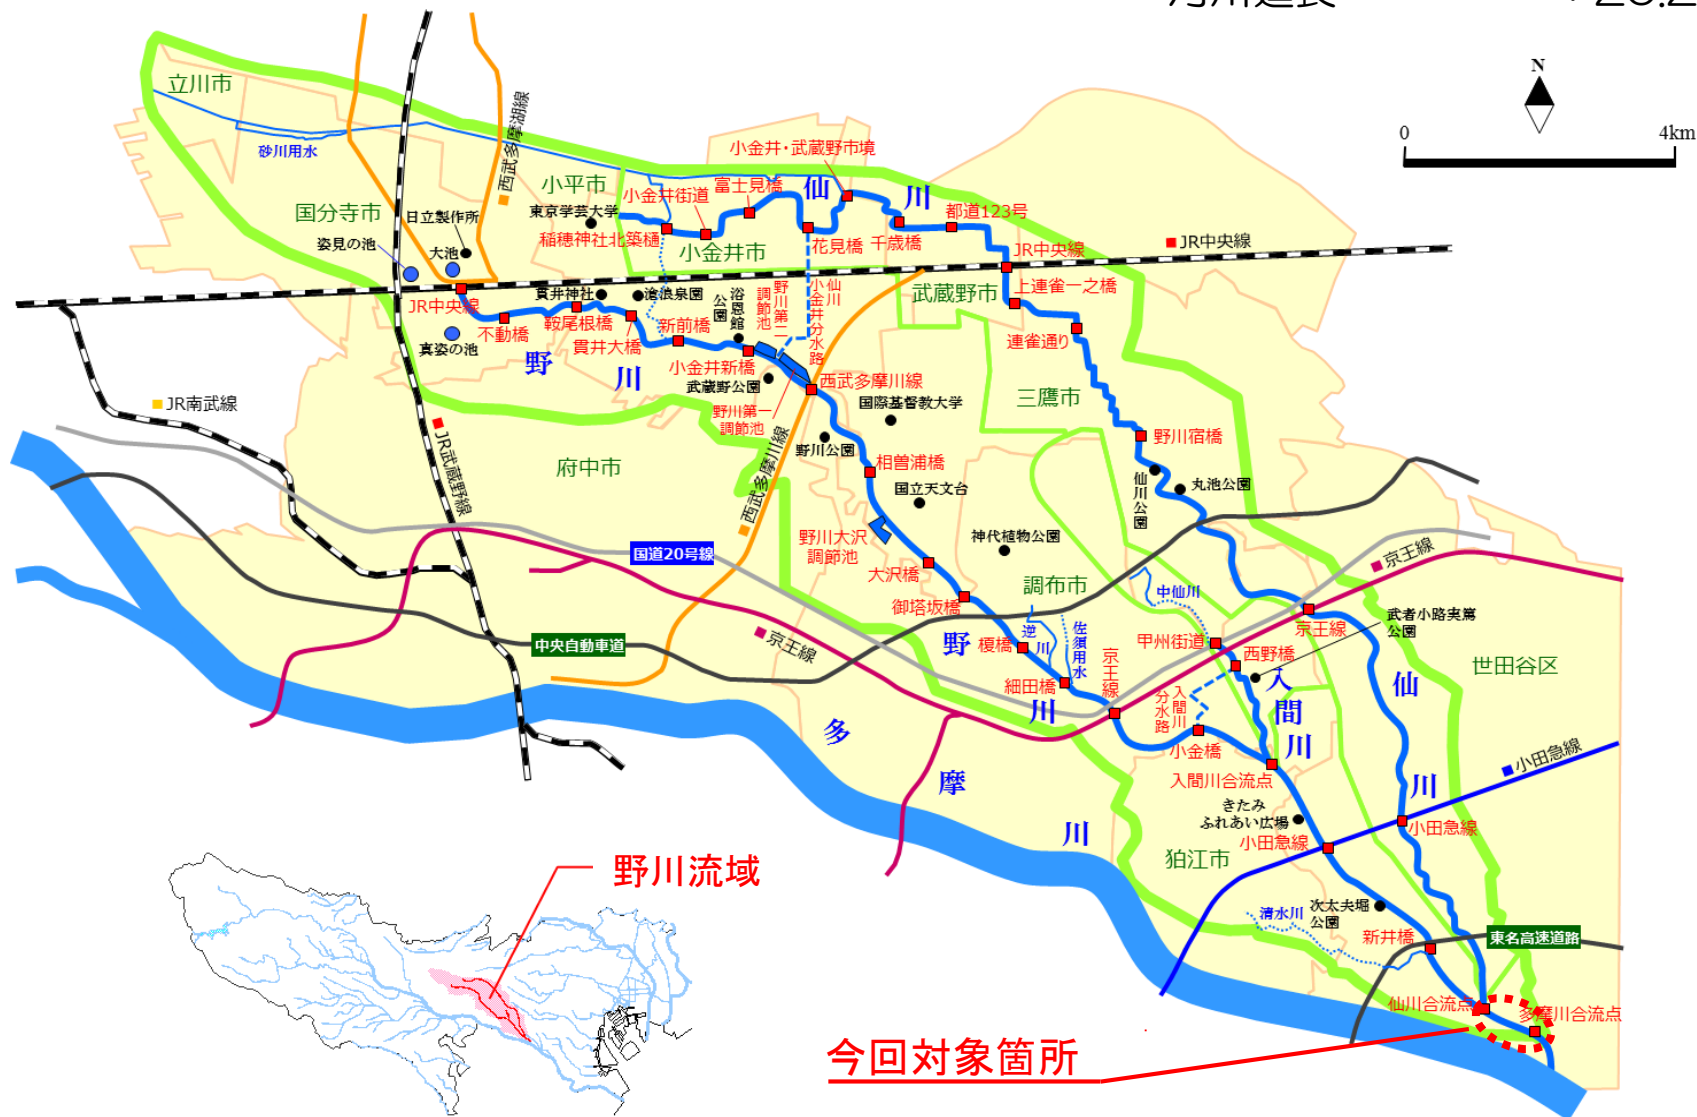 立川市
砂川用水
西武多摩湖線
小平市
国分寺市
日立製作所
姿見の池
大池
東京学芸大学
稲穂神社北築樋
小金井街道
富士見橋
小金井・武蔵野市境
仙
川
小金井市
花見橋
千歳橋
都道123号
JR中央線
JR中央線
N
0
4km
JR中央線
不動橋
真姿の池
貫井神社
鞍尾根橋
滄浪泉園
貫井大橋
新前橋
浴恩館
公園
野川第二
調節池
仙川
小金井分水路
武蔵野市
上連雀一之橋
連雀通り
野
川
小金井新橋
武蔵野公園
西武多摩川線
野川第一
調節池
国際基督教大学
三鷹市
野川宿橋
JR南武線
JR武蔵野線
府中市
西武多摩川線
野川公園
相曽浦橋
国立天文台
仙川公園
丸池公園
野川大沢
調節池
神代植物公園
大沢橋
国道20号線
京王線
調布市
中仙川
御塔坂橋
武者小路実篤
公園
中央自動車道
京王線
野
川
榎橋
逆川
佐須用水
京王線
甲州街道
西野橋
京王線
細田橋
入間川
分水路
入
間
川
仙
川
世田谷区
多
摩
川
小金橋
入間川合流点
小田急線
きたみ
ふれあい広場
小田急線
小田急線
狛江市
野川流域
次太夫堀
公園
清水川
新井橋
東名高速道路
仙川合流点
多摩川合流点
今回対象箇所